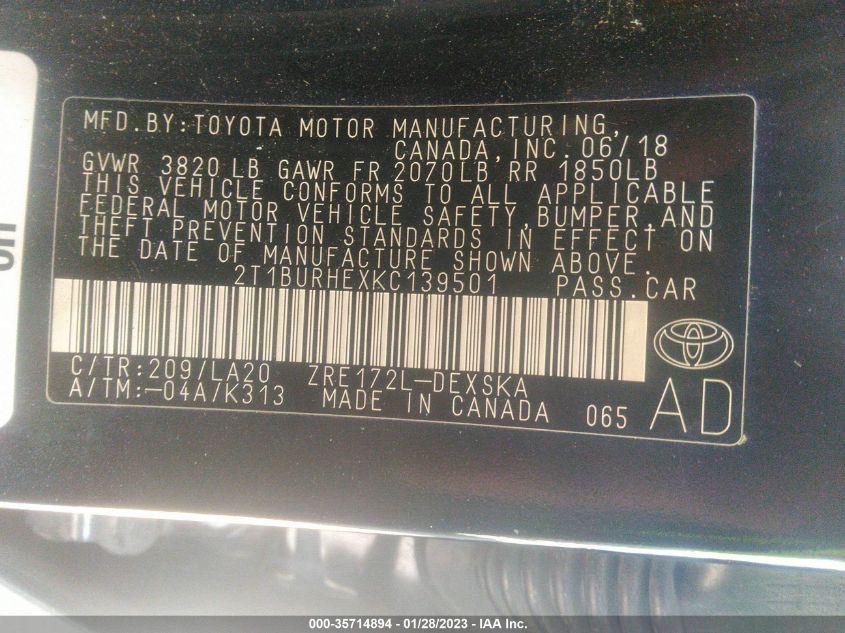 MFD.BY:TOYOTA MOTOR MANUFACTURING,
CANADA,INC.06/18
GVWR 3820 LB GAWR FR 2070LB RR 1850LB
THIS VEHICLE CONFORMS TO ALL APPLICABLE
FEDERAL MOTOR VEHICLE SAFETY,BUMPER,AND
THEFT PREVENTION STANDARDS IN EFFECT ON
THE DATE OF MANUFACTURE SHOWN ABOVE.
2T1BURHEXKC139501 PASS.CAR
C/TR:209/LA20 ZRE172L-DEXSKA
A/TM:-04A/K313 MADE IN CANADA 065 AD
000-35714894 - 01/28/2023 - IAA Inc.